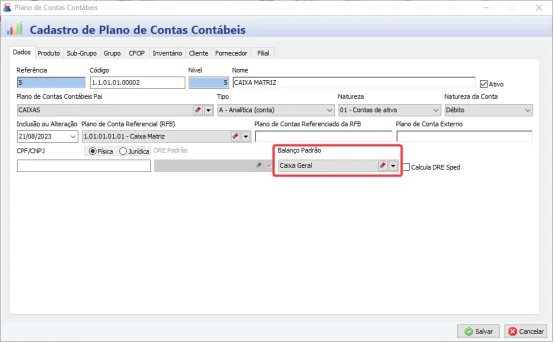 Plano de Contas Contábeis
Cadastro de Plano de Contas Contábeis
Dados Produto Sub-Grupo Grupo CFOP Inventário Cliente Fornecedor Filial
Referência Código Nível Nome
5 1.1.01.01.00002 5 CAIXA MATRIZ Ativo
Plano de Contas Contábeis Pai Tipo Natureza Natureza da Conta
CAIXAS A - Analítica (conta) 01 - Contas de ativo Débito
Inclusão ou Alteração Plano de Conta Referencial (RFB) Plano de Contas Referenciado da RFB Plano de Conta Externo
21/08/2023 1.01.01.01.01 - Caixa Matriz
CPF/CNPJ Física Jurídica DRE Padrão Balanço Padrão
Caixa Geral Calcula DRE Sped
Salvar Cancelar